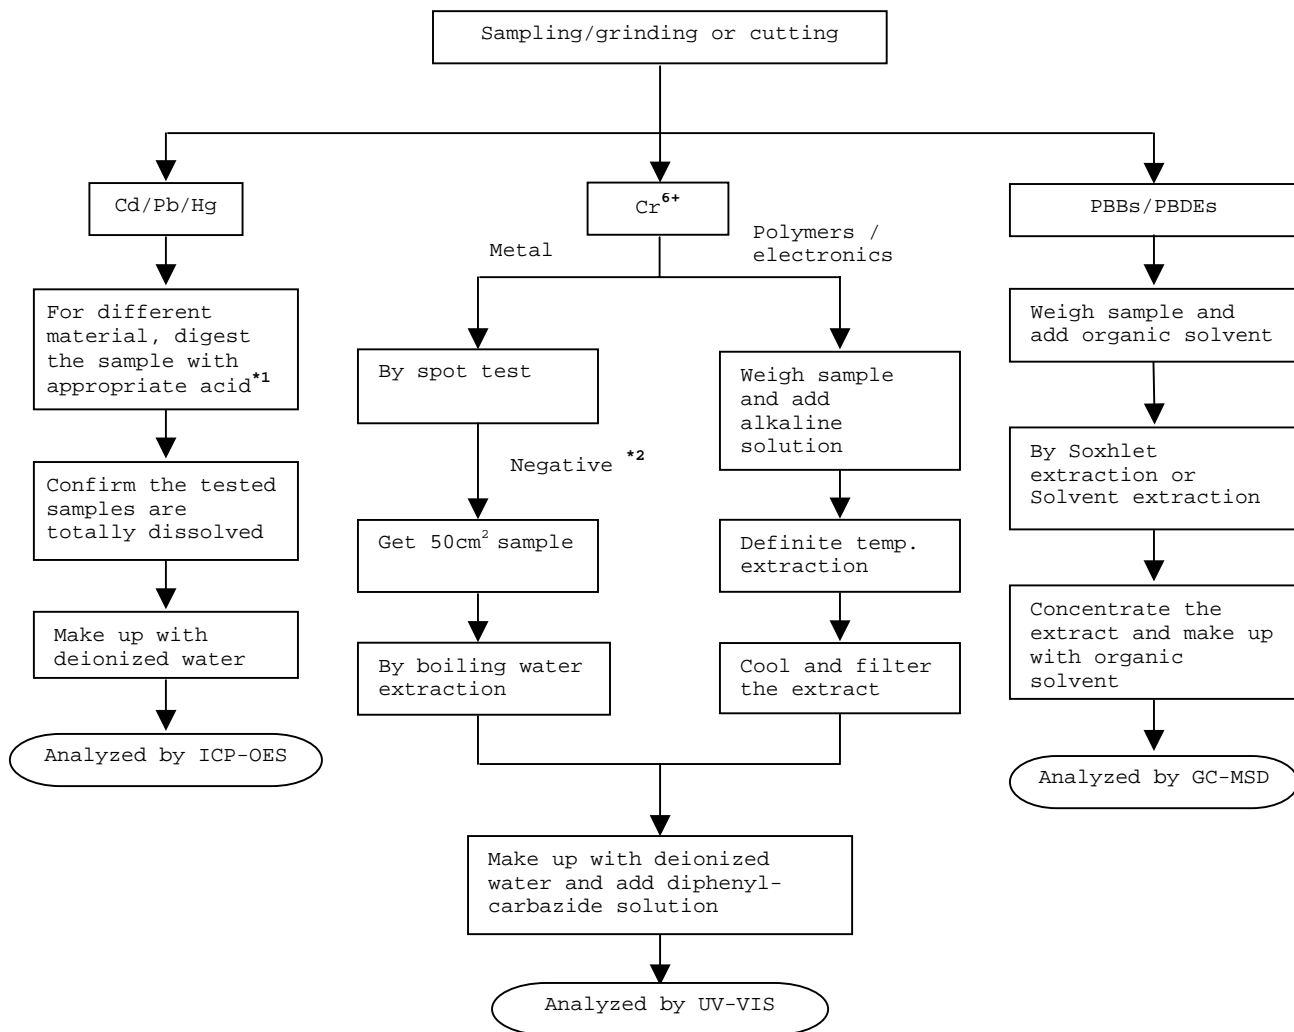 Sampling/grinding or cutting
Cd/Pb/Hg
Cr6+
PBBs/PBDEs
Metal
Polymers /
electronics
For different
material, digest
the sample with
appropriate acid*1
By spot test
Weigh sample
and add
alkaline
solution
Weigh sample and
add organic solvent
Negative *2
Confirm the tested
samples are
totally dissolved
Get 50cm2 sample
Definite temp.
extraction
By Soxhlet
extraction or
Solvent extraction
Make up with
deionized water
By boiling water
extraction
Cool and filter
the extract
Concentrate the
extract and make up
with organic
solvent
Analyzed by ICP-OES
Analyzed by GC-MSD
Make up with deionized
water and add diphenyl-
carbazide solution
Analyzed by UV-VIS